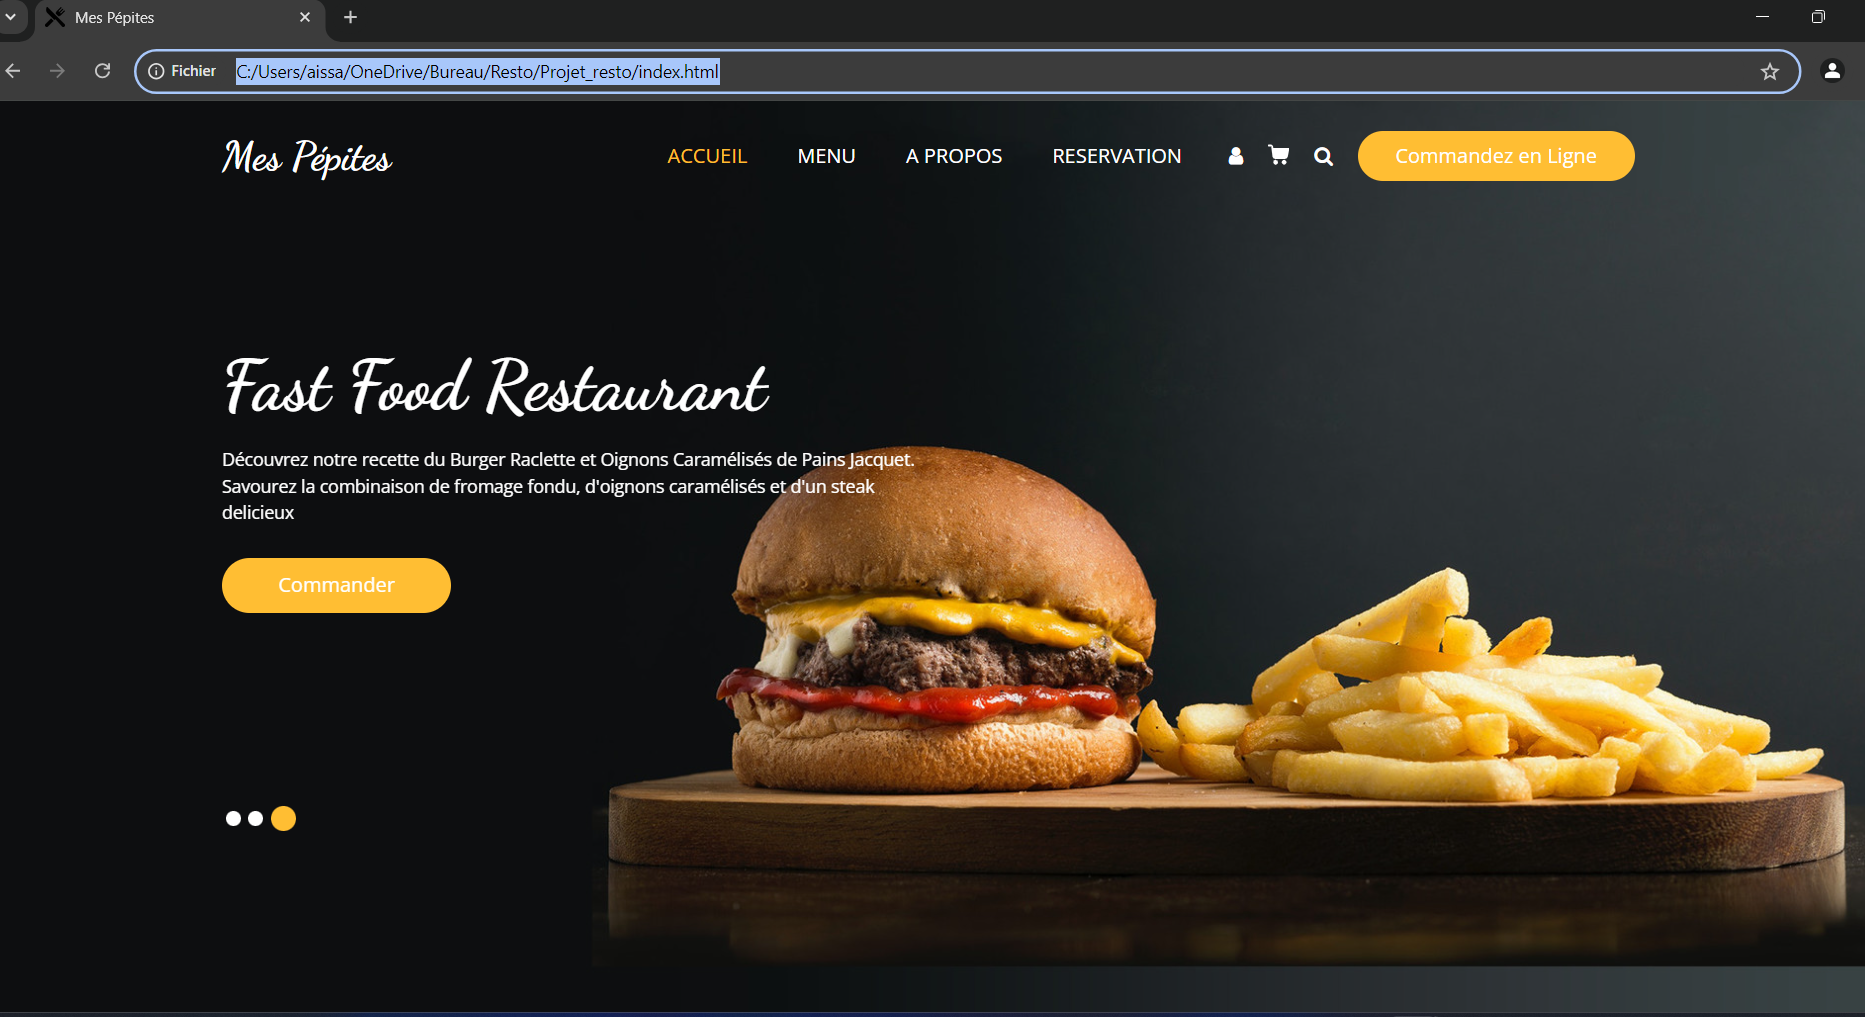 Mes Pépites
Fichier C:/Users/aissa/OneDrive/Bureau/Resto/Projet_resto/index.html
Mes Pépites ACCUEIL MENU A PROPOS RESERVATION Commandez en Ligne
Fast Food Restaurant
Découvrez notre recette du Burger Raclette et Oignons Caramélisés de Pains Jacquet.
Savourez la combinaison de fromage fondu, d'oignons caramélisés et d'un steak
delicieux
Commander